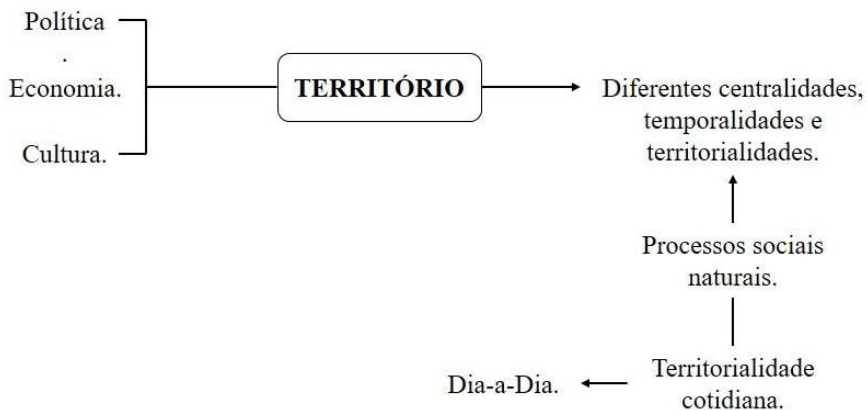 Política
.
Economia.
Cultura.
TERRITÓRIO
Diferentes centralidades,
temporalidades e
territorialidades.
Processos sociais
naturais.
Territorialidade
cotidiana.
Dia-a-Dia.